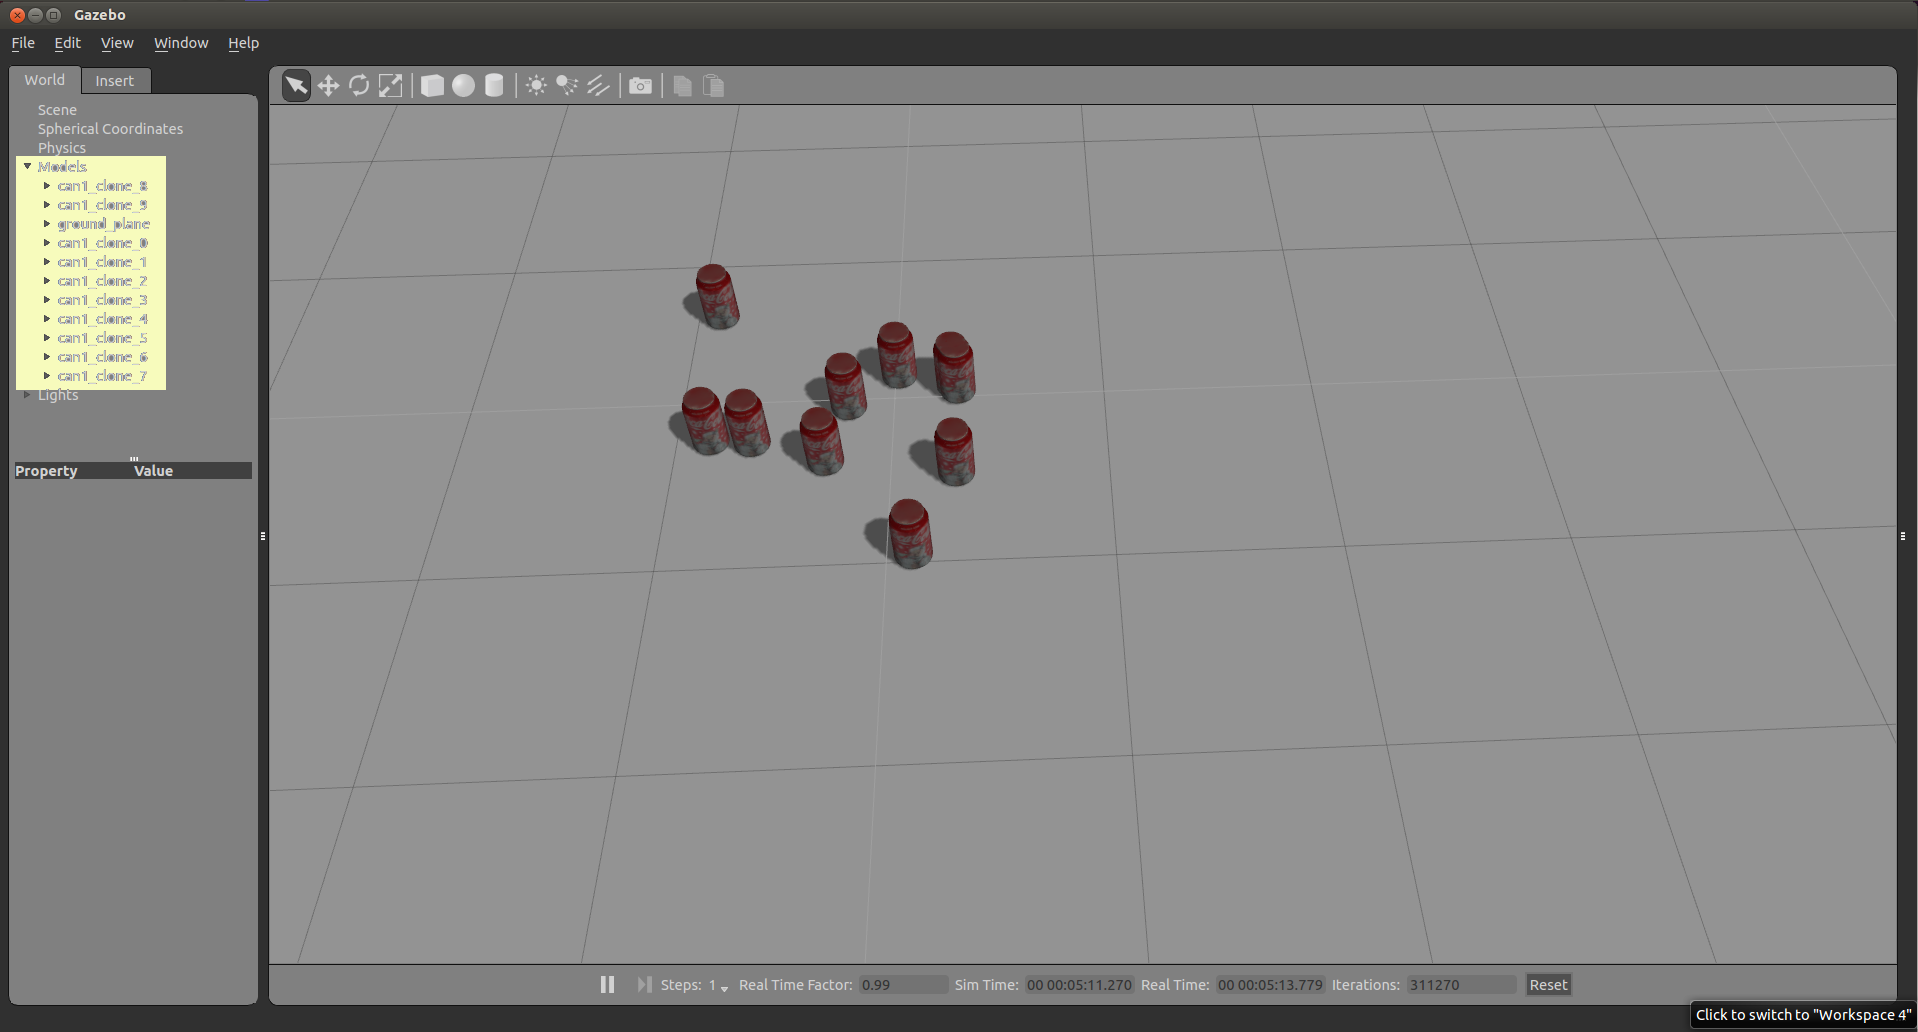 Gazebo
File Edit View Window Help
World Insert
Scene
Spherical Coordinates
Physics
Models
can1_clone_8
can1_clone_9
ground_plane
can1_clone_0
can1_clone_1
can1_clone_2
can1_clone_3
can1_clone_4
can1_clone_5
can1_clone_6
can1_clone_7
Lights
Property Value
Steps: 1 Real Time Factor: 0.99 Sim Time: 00 00:05:11.270 Real Time: 00 00:05:13.779 Iterations: 311270 Reset
Click to switch to "Workspace 4"